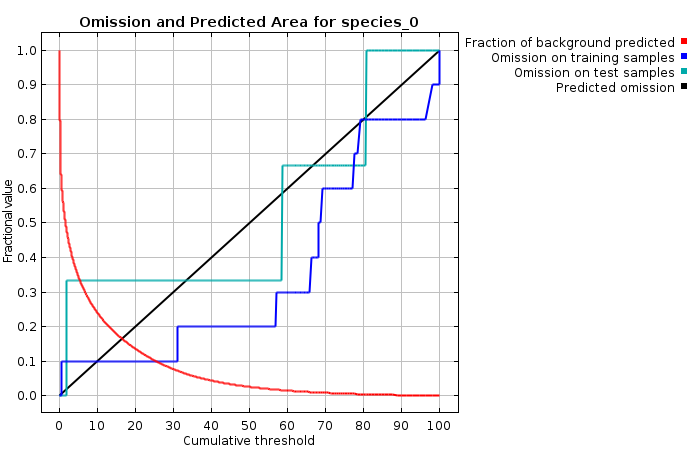 Omission and Predicted Area for species_0
Fraction of background predicted
Omission on training samples
Omission on test samples
Predicted omission
Fractional value
1.0
0.9
0.8
0.7
0.6
0.5
0.4
0.3
0.2
0.1
0.0
0 10 20 30 40 50 60 70 80 90 100
Cumulative threshold